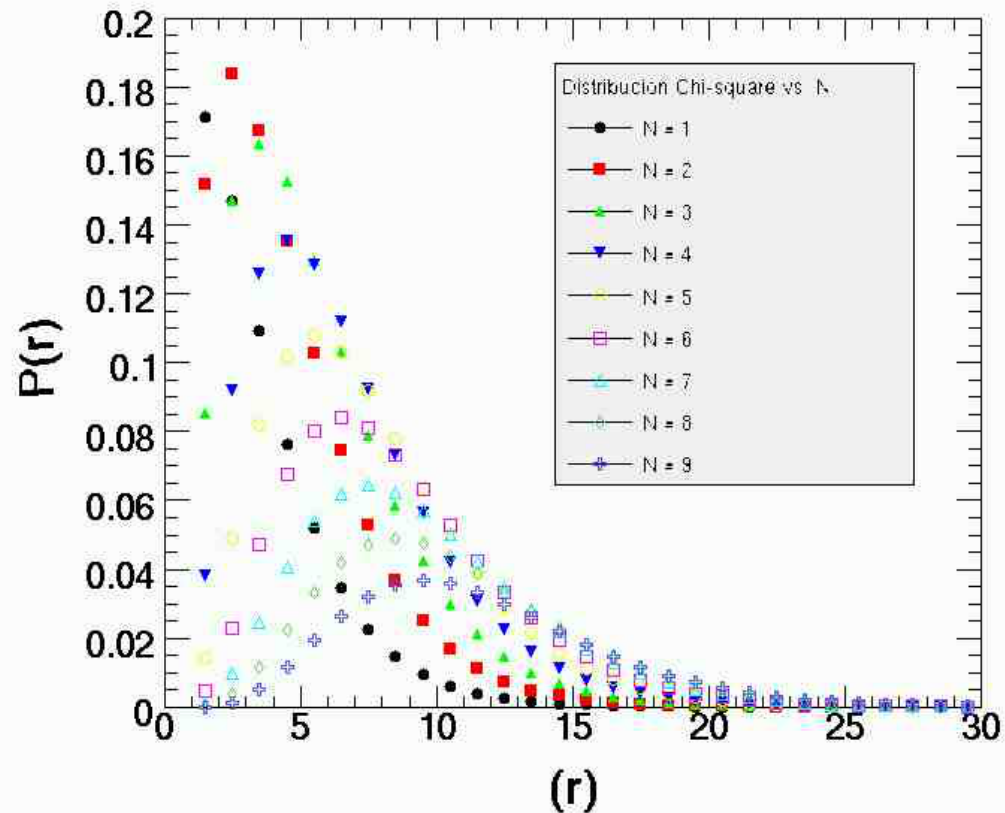 0.2
0.18
0.16
0.14
0.12
0.1
0.08
0.06
0.04
0.02
0
P(r)
Distribucion Chi-square vs N
N = 1
N = 2
N = 3
N = 4
N = 5
N = 6
N = 7
N = 8
N = 9
0 5 10 15 20 25 30
(r)